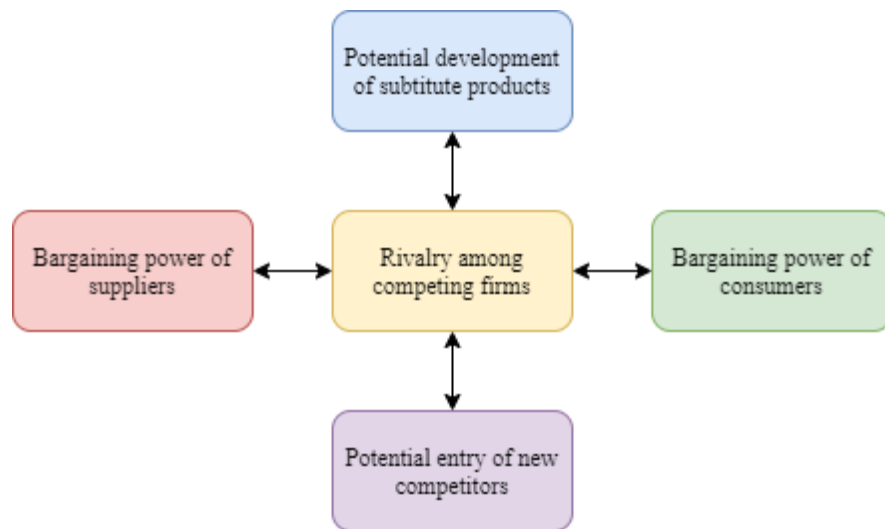 Potential development
of subtitute products
Bargaining power of
suppliers
Rivalry among
competing firms
Bargaining power of
consumers
Potential entry of new
competitors